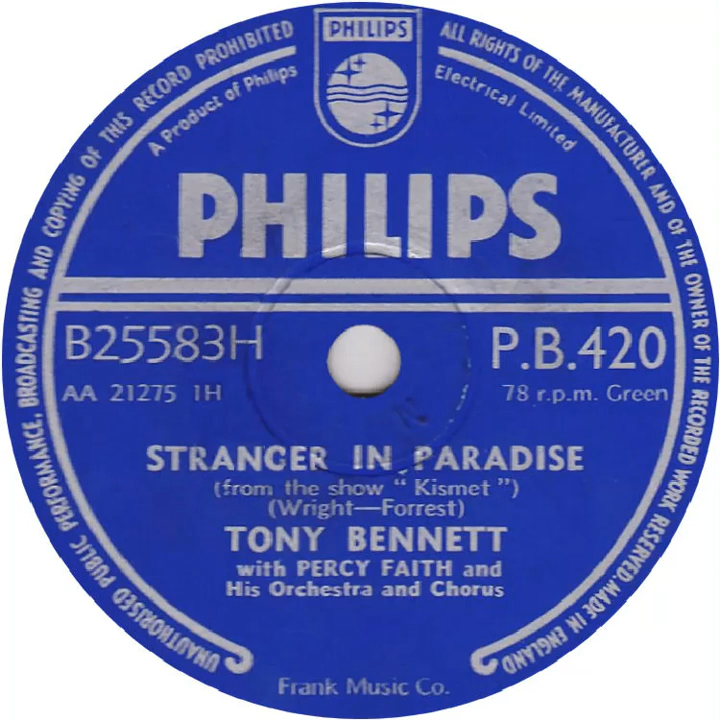 UNAUTHORISED PUBLIC PERFORMANCE, BROADCASTING AND COPYING OF THIS RECORD PROHIBITED
ALL RIGHTS OF THE MANUFACTURER AND OF THE OWNER OF THE RECORDED WORK RESERVED. MADE IN ENGLAND
A Product of Philips Electrical Limited
PHILIPS
PHILIPS
B25583H P.B.420
AA 21275 1H 78 r.p.m. Green
STRANGER IN PARADISE
(from the show "Kismet")
(Wright—Forrest)
TONY BENNETT
with PERCY FAITH and
His Orchestra and Chorus
Frank Music Co.